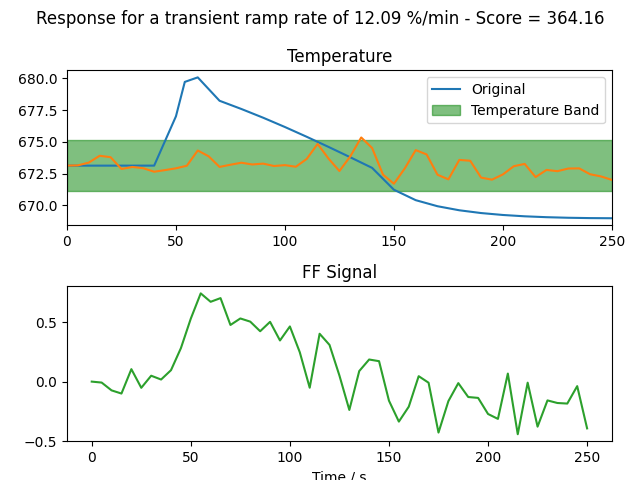 Response for a transient ramp rate of 12.09 %/min - Score = 364.16
Temperature
680.0
677.5
675.0
672.5
670.0
Original
Temperature Band
0 50 100 150 200 250
FF Signal
0.5
0.0
−0.5
0 50 100 150 200 250
Time / s